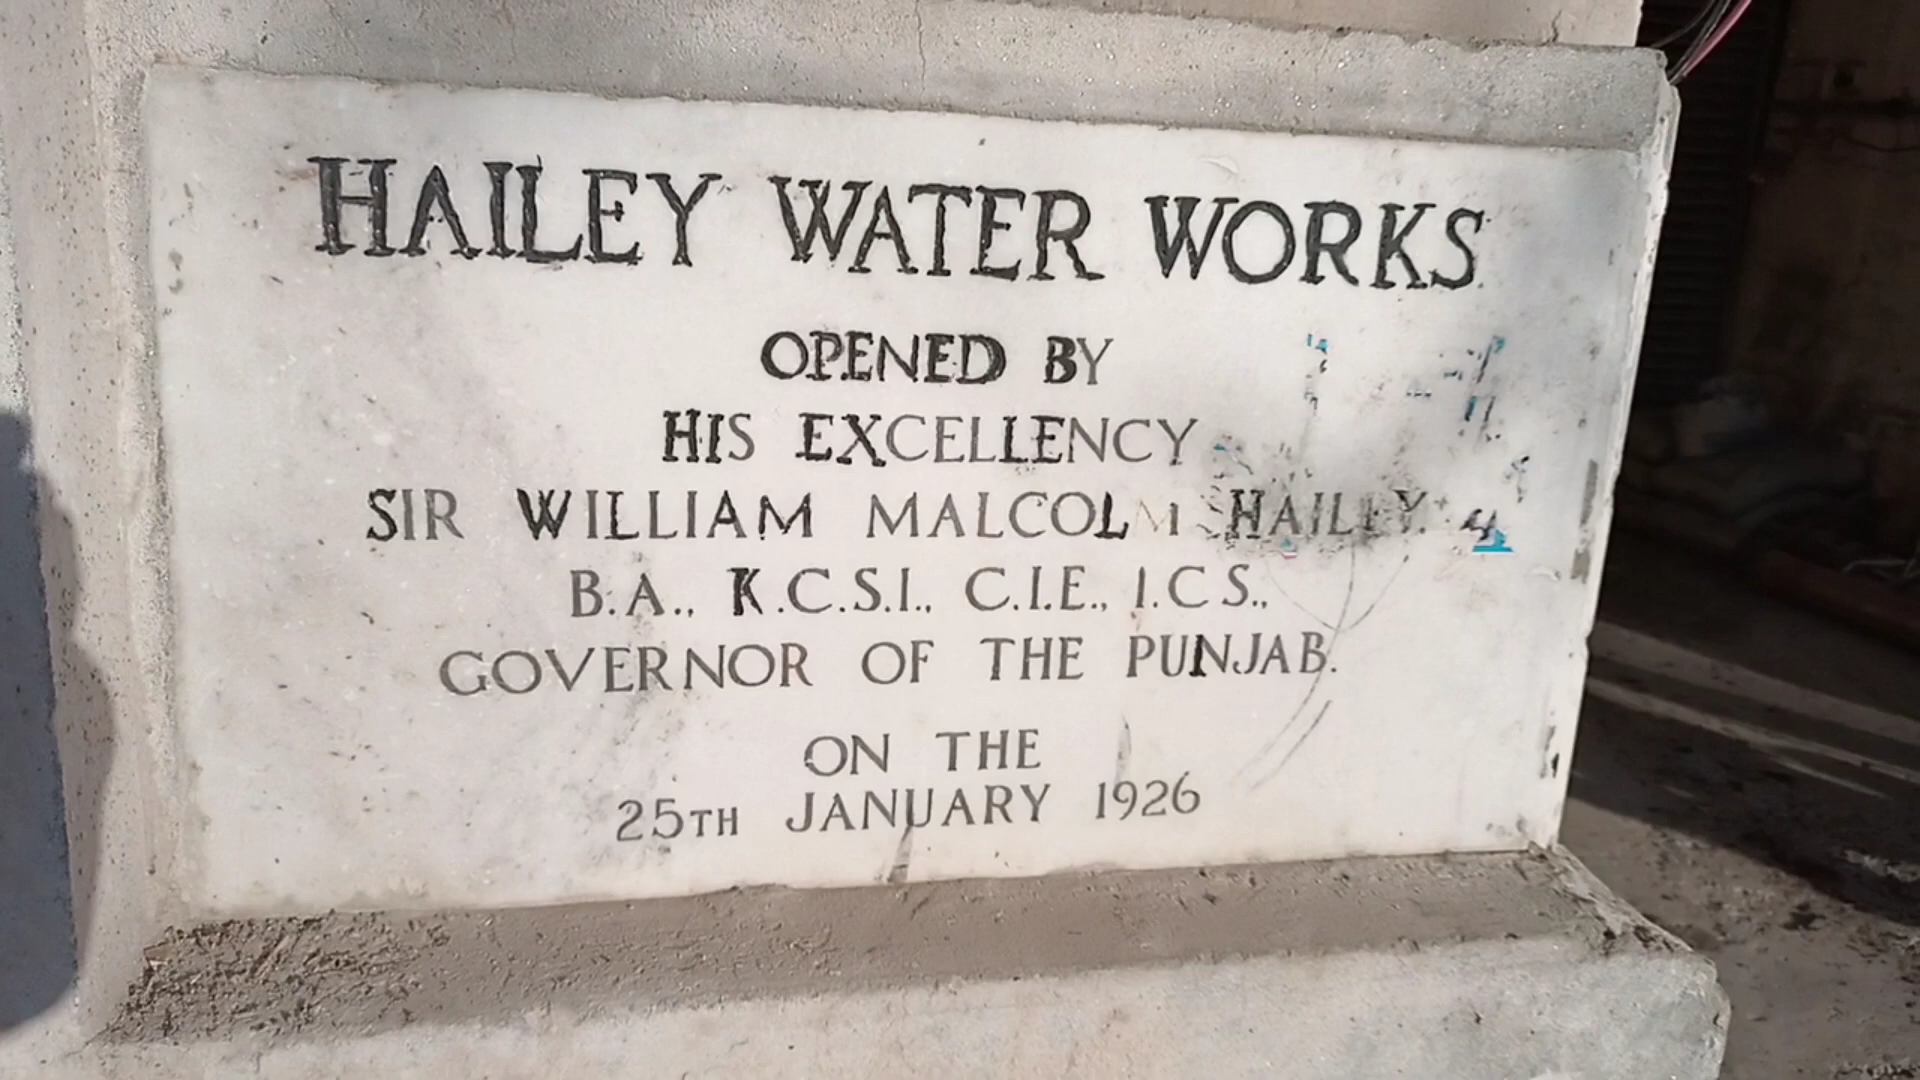 HAILEY WATER WORKS
OPENED BY
HIS EXCELLENCY
SIR WILLIAM MALCOLM HAILEY.
B.A., K.C.S.I., C.I.E., I.C.S.,
GOVERNOR OF THE PUNJAB.
ON THE
25TH JANUARY 1926